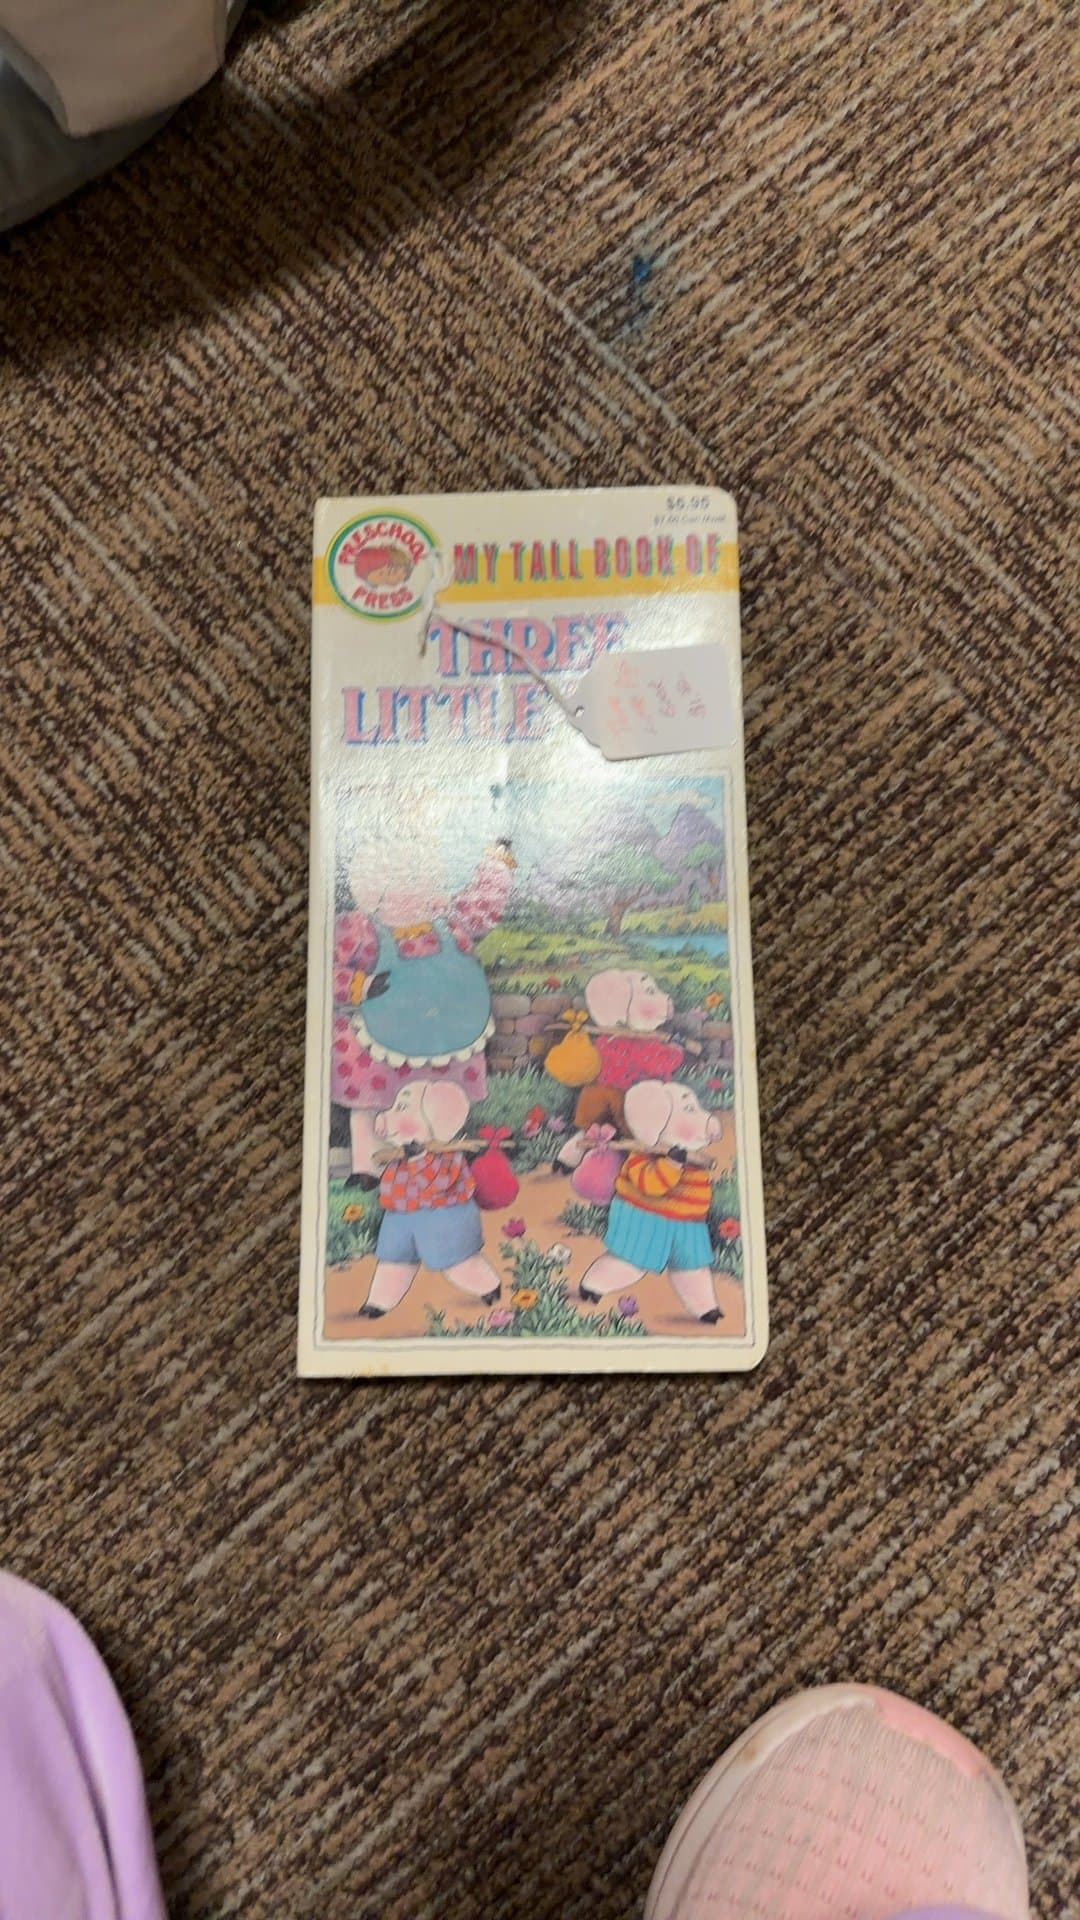 $6.95
PRESCHOOL
PRESS
MY TALL BOOK OF
THREE
LITTLE